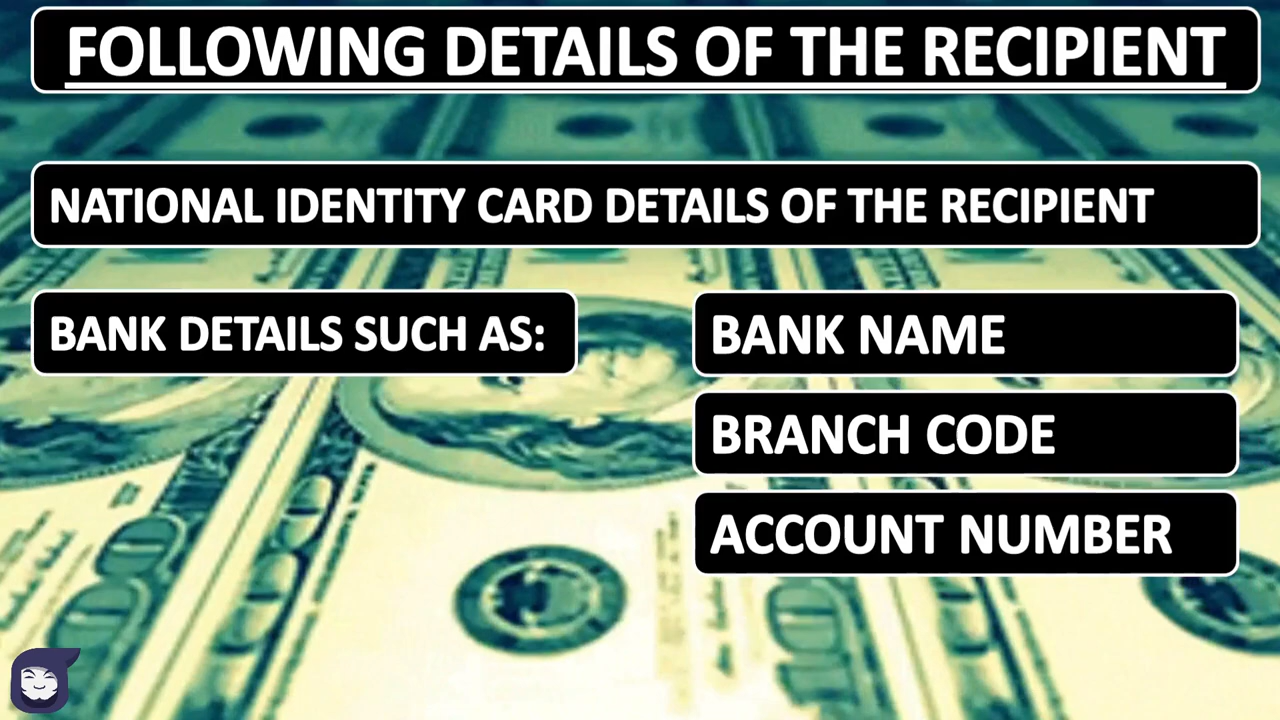 FOLLOWING DETAILS OF THE RECIPIENT
NATIONAL IDENTITY CARD DETAILS OF THE RECIPIENT
BANK DETAILS SUCH AS:
BANK NAME
BRANCH CODE
ACCOUNT NUMBER